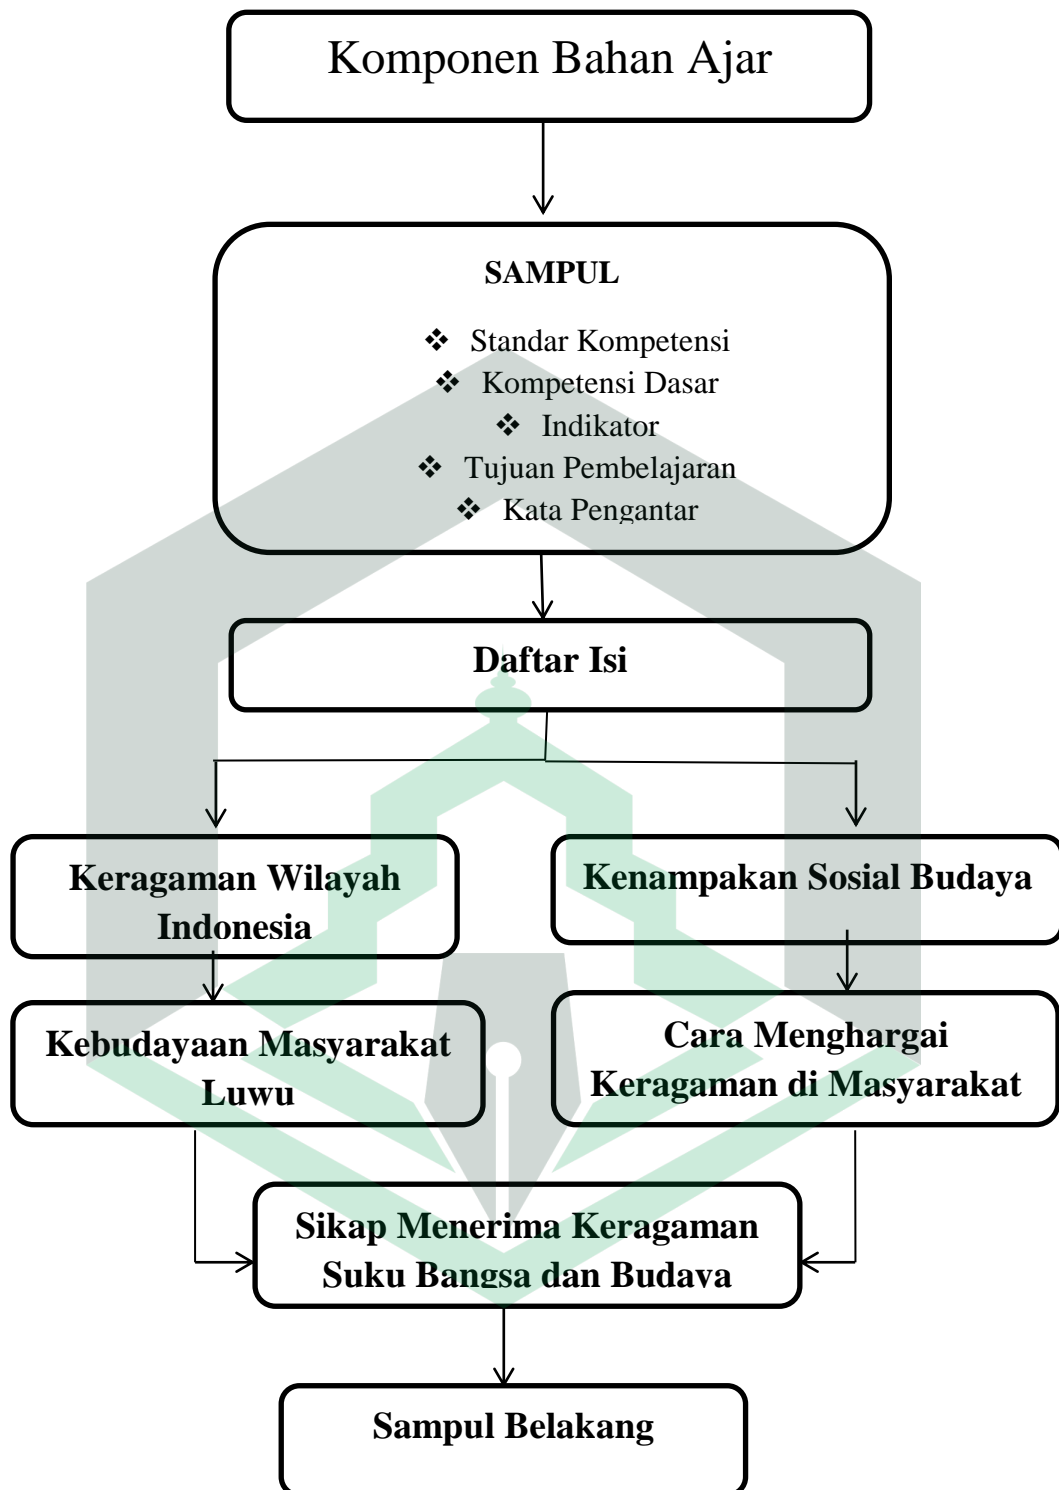 Komponen Bahan Ajar
SAMPUL
❖ Standar Kompetensi
❖ Kompetensi Dasar
❖ Indikator
❖ Tujuan Pembelajaran
❖ Kata Pengantar
Daftar Isi
Keragaman Wilayah
Indonesia
Kenampakan Sosial Budaya
Kebudayaan Masyarakat
Luwu
Cara Menghargai
Keragaman di Masyarakat
Sikap Menerima Keragaman
Suku Bangsa dan Budaya
Sampul Belakang